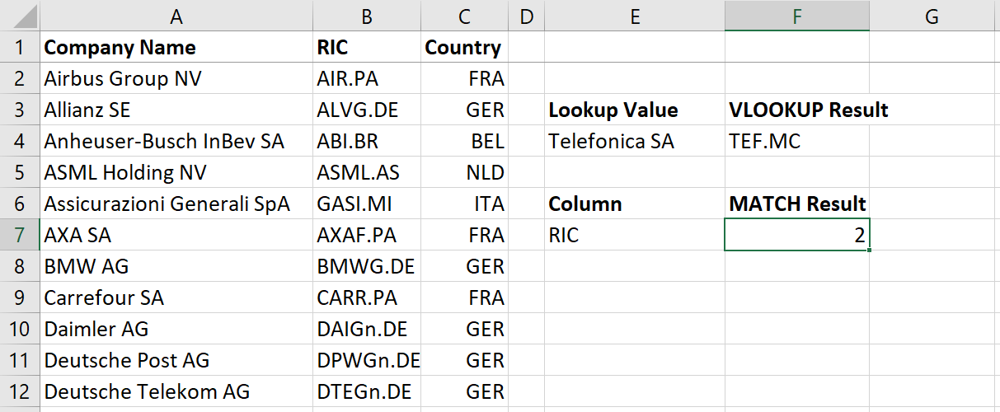 A B C D E F G
1 Company Name RIC Country
2 Airbus Group NV AIR.PA FRA
3 Allianz SE ALVG.DE GER Lookup Value VLOOKUP Result
4 Anheuser-Busch InBev SA ABI.BR BEL Telefonica SA TEF.MC
5 ASML Holding NV ASML.AS NLD
6 Assicurazioni Generali SpA GASI.MI ITA Column MATCH Result
7 AXA SA AXAF.PA FRA RIC 2
8 BMW AG BMWG.DE GER
9 Carrefour SA CARR.PA FRA
10 Daimler AG DAIGn.DE GER
11 Deutsche Post AG DPWGn.DE GER
12 Deutsche Telekom AG DTEGn.DE GER